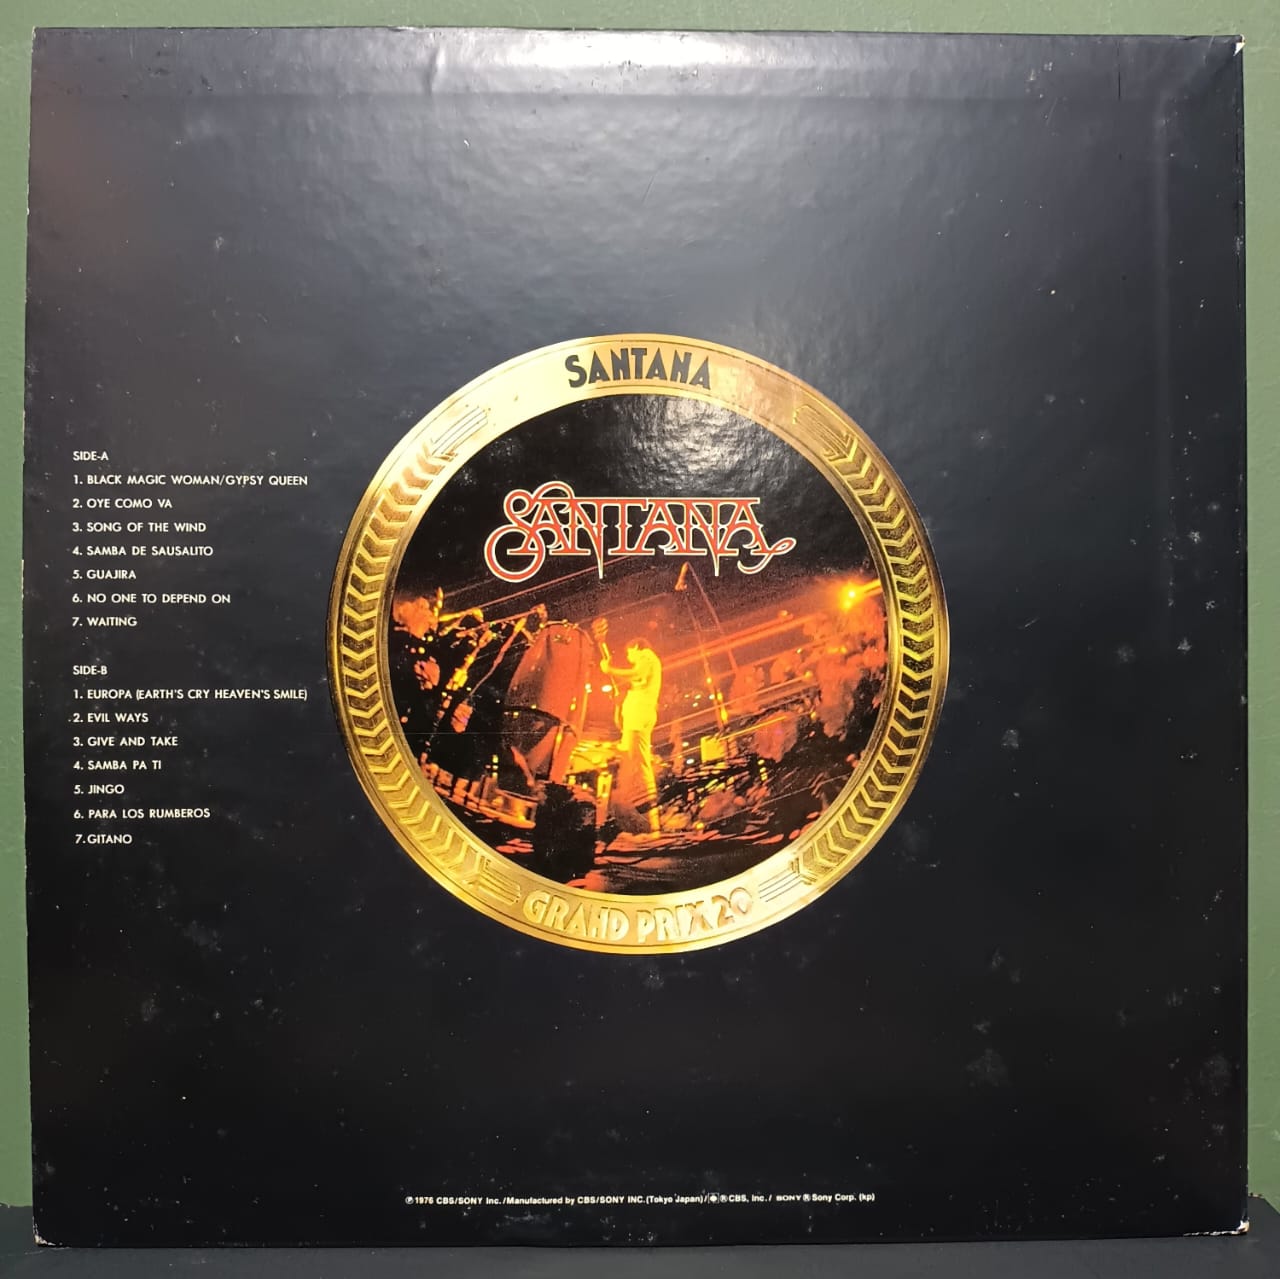 SANTANA
SANTANA
SIDE-A
1. BLACK MAGIC WOMAN/GYPSY QUEEN
2. OYE COMO VA
3. SONG OF THE WIND
4. SAMBA DE SAUSALITO
5. GUAJIRA
6. NO ONE TO DEPEND ON
7. WAITING
SIDE-B
1. EUROPA (EARTH'S CRY HEAVEN'S SMILE)
2. EVIL WAYS
3. GIVE AND TAKE
4. SAMBA PA TI
5. JINGO
6. PARA LOS RUMBEROS
7. GITANO
GRAND PRIX 20
℗1976 CBS/SONY Inc./Manufactured by CBS/SONY INC.(Tokyo Japan)/®CBS, Inc./ SONY ® Sony Corp. (kp)